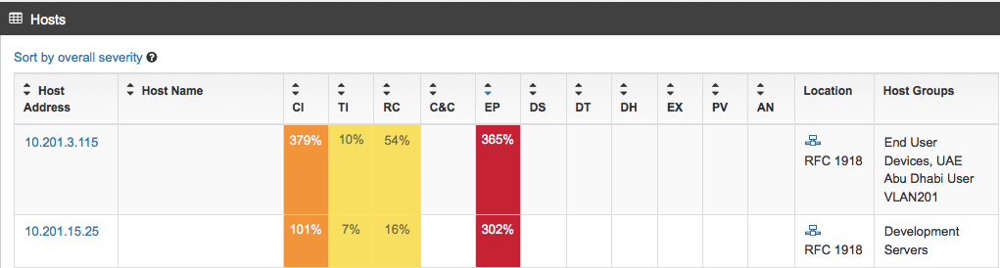 Hosts
Sort by overall severity ?
Host Address Host Name CI TI RC C&C EP DS DT DH EX PV AN Location Host Groups
10.201.3.115 379% 10% 54% 365% RFC 1918 End User
Devices, UAE
Abu Dhabi User
VLAN201
10.201.15.25 101% 7% 16% 302% RFC 1918 Development
Servers